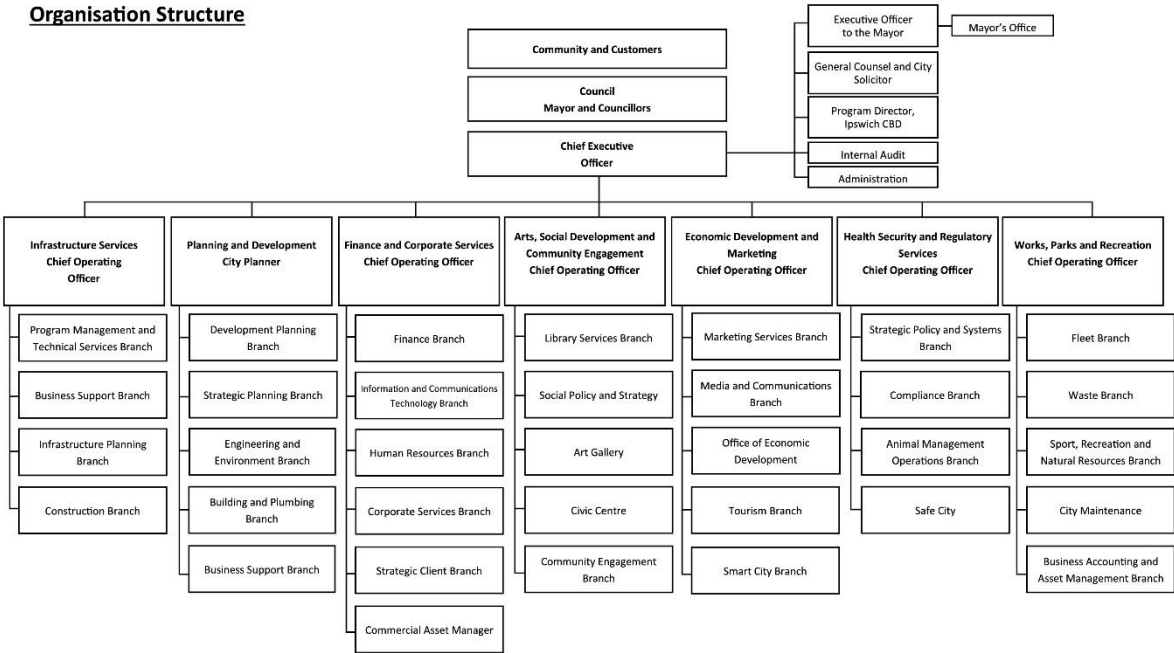 Organisation Structure
Community and Customers
Council
Mayor and Councillors
Chief Executive
Officer
Executive Officer
to the Mayor
Mayor's Office
General Counsel and City
Solicitor
Program Director,
Ipswich CBD
Internal Audit
Administration
Infrastructure Services
Chief Operating
Officer
Program Management and
Technical Services Branch
Business Support Branch
Infrastructure Planning
Branch
Construction Branch
Planning and Development
City Planner
Development Planning
Branch
Strategic Planning Branch
Engineering and
Environment Branch
Building and Plumbing
Branch
Business Support Branch
Finance and Corporate Services
Chief Operating Officer
Finance Branch
Information and Communications
Technology Branch
Human Resources Branch
Corporate Services Branch
Strategic Client Branch
Commercial Asset Manager
Arts, Social Development and
Community Engagement
Chief Operating Officer
Library Services Branch
Social Policy and Strategy
Art Gallery
Civic Centre
Community Engagement
Branch
Economic Development and
Marketing
Chief Operating Officer
Marketing Services Branch
Media and Communications
Branch
Office of Economic
Development
Tourism Branch
Smart City Branch
Health Security and Regulatory
Services
Chief Operating Officer
Strategic Policy and Systems
Branch
Compliance Branch
Animal Management
Operations Branch
Safe City
Works, Parks and Recreation
Chief Operating Officer
Fleet Branch
Waste Branch
Sport, Recreation and
Natural Resources Branch
City Maintenance
Business Accounting and
Asset Management Branch